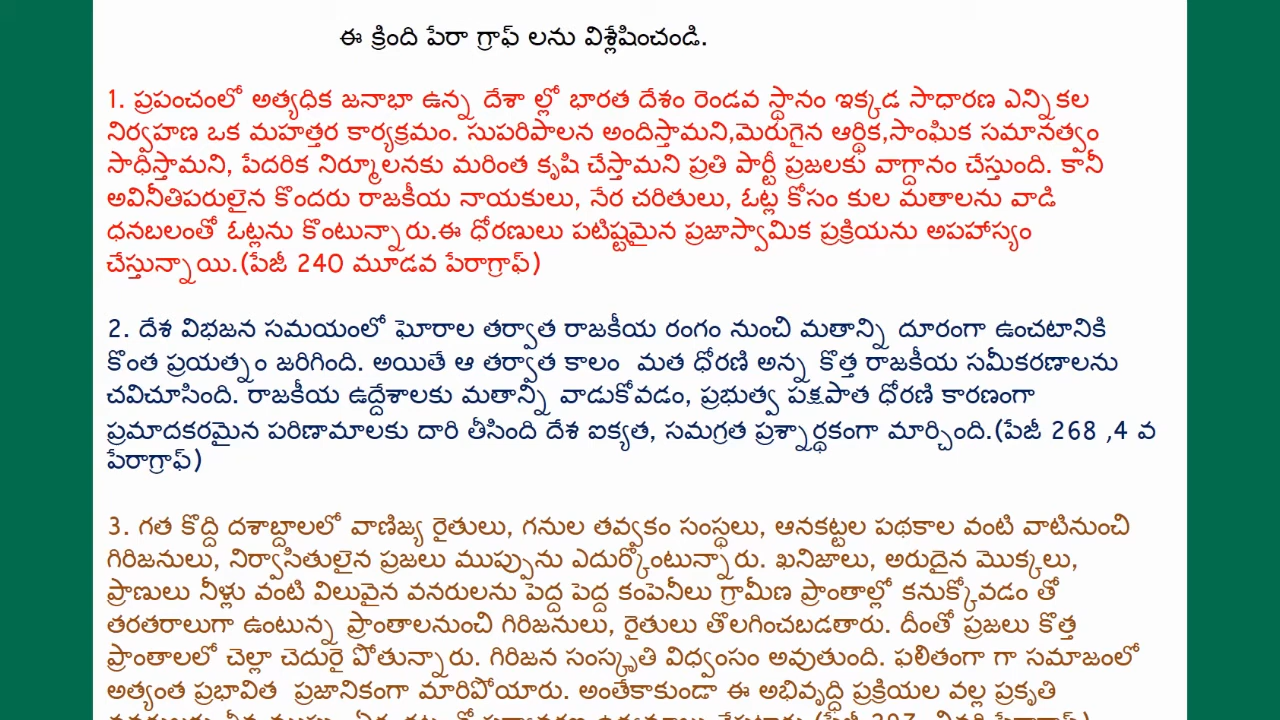 ఈ క్రింది పేరా గ్రాఫ్ లను విశ్లేషించండి.
1. ప్రపంచంలో అత్యధిక జనాభా ఉన్న దేశా ల్లో భారత దేశం రెండవ స్థానం ఇక్కడ సాధారణ ఎన్నికల
నిర్వహణ ఒక మహత్తర కార్యక్రమం. సుపరిపాలన అందిస్తామని,మెరుగైన ఆర్థిక,సాంఘిక సమానత్వం
సాధిస్తామని, పేదరిక నిర్మూలనకు మరింత కృషి చేస్తామని ప్రతి పార్టీ ప్రజలకు వాగ్దానం చేస్తుంది. కానీ
అవినీతిపరులైన కొందరు రాజకీయ నాయకులు, నేర చరితులు, ఓట్ల కోసం కుల మతాలను వాడి
ధనబలంతో ఓట్లను కొంటున్నారు.ఈ ధోరణులు పటిష్టమైన ప్రజాస్వామిక ప్రక్రియను అపహాస్యం
చేస్తున్నాయి.(పేజీ 240 మూడవ పేరాగ్రాఫ్)
2. దేశ విభజన సమయంలో ఘోరాల తర్వాత రాజకీయ రంగం నుంచి మతాన్ని దూరంగా ఉంచటానికి
కొంత ప్రయత్నం జరిగింది. అయితే ఆ తర్వాత కాలం మత ధోరణి అన్న కొత్త రాజకీయ సమీకరణాలను
చవిచూసింది. రాజకీయ ఉద్దేశాలకు మతాన్ని వాడుకోవడం, ప్రభుత్వ పక్షపాత ధోరణి కారణంగా
ప్రమాదకరమైన పరిణామాలకు దారి తీసింది దేశ ఐక్యత, సమగ్రత ప్రశ్నార్థకంగా మార్చింది.(పేజీ 268 ,4 వ
పేరాగ్రాఫ్)
3. గత కొద్ది దశాబ్దాలలో వాణిజ్య రైతులు, గనుల తవ్వకం సంస్థలు, ఆనకట్టల పథకాల వంటి వాటినుంచి
గిరిజనులు, నిర్వాసితులైన ప్రజలు ముప్పును ఎదుర్కొంటున్నారు. ఖనిజాలు, అరుదైన మొక్కలు,
ప్రాణులు నీళ్లు వంటి విలువైన వనరులను పెద్ద పెద్ద కంపెనీలు గ్రామీణ ప్రాంతాల్లో కనుక్కోవడం తో
తరతరాలుగా ఉంటున్న ప్రాంతాలనుంచి గిరిజనులు, రైతులు తొలగించబడతారు. దీంతో ప్రజలు కొత్త
ప్రాంతాలలో చెల్లా చెదురై పోతున్నారు. గిరిజన సంస్కృతి విధ్వంసం అవుతుంది. ఫలితంగా గా సమాజంలో
అత్యంత ప్రభావిత ప్రజానికంగా మారిపోయారు. అంతేకాకుండా ఈ అభివృద్ధి ప్రక్రియల వల్ల ప్రకృతి